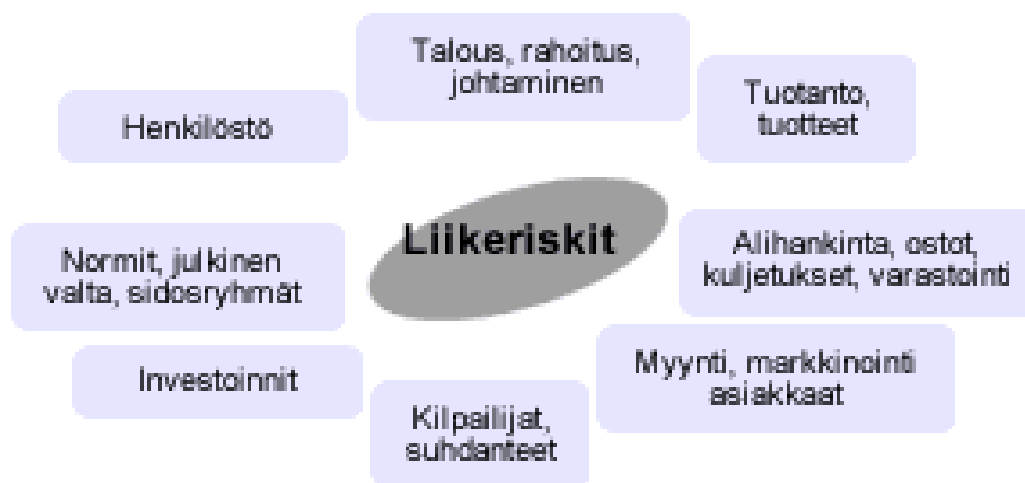 Talous, rahoitus,
johtaminen
Tuotanto,
tuotteet
Henkilöstö
Liikeriskit
Alihankinta, ostot,
kuljetukset, varastointi
Normit, julkinen
valta, sidosryhmät
Myynti, markkinointi
asiakkaat
Investoinnit
Kilpailijat,
suhdanteet